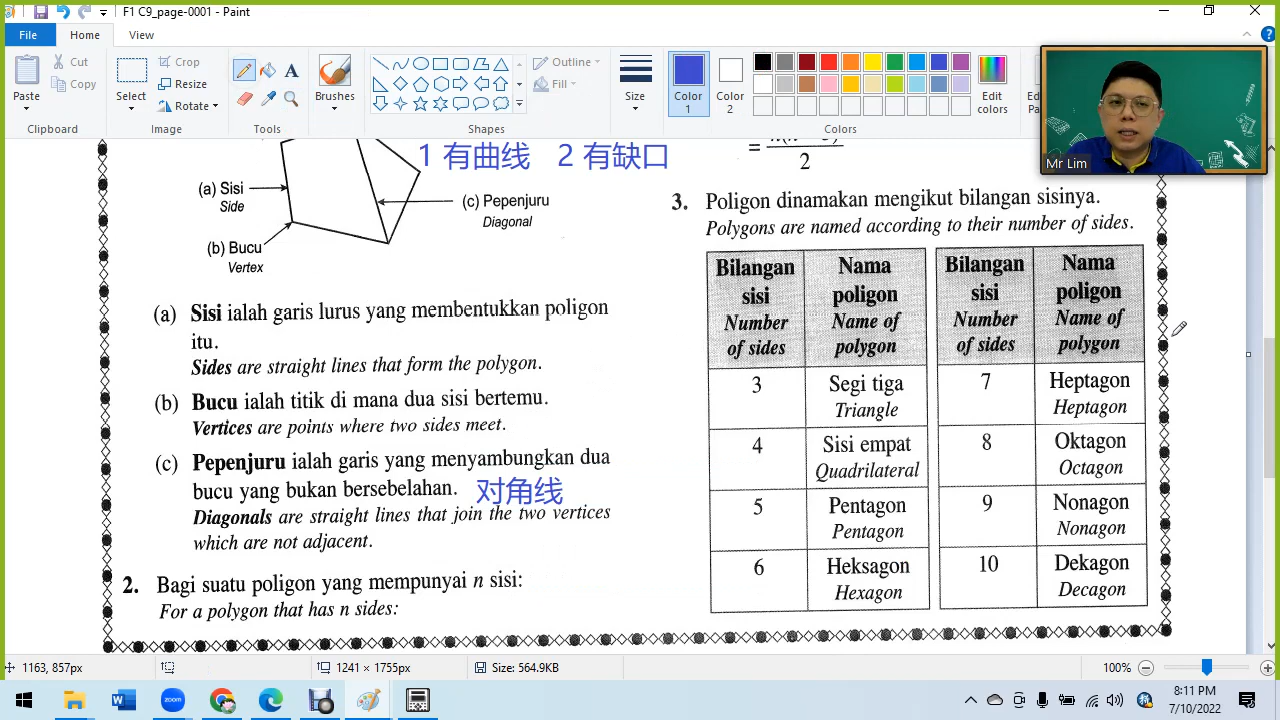 F1 C9_page-0001 - Paint
File
Home
View
Paste
Cut
Copy
Clipboard
Select
Crop
Resize
Rotate
Image
Tools
Brushes
Shapes
Outline
Fill
Size
Color 1
Color 2
Edit colors
Colors
Mr Lim
1 有曲线 2 有缺口
(a) Sisi
Side
(b) Bucu
Vertex
(c) Pepenjuru
Diagonal
(a) Sisi ialah garis lurus yang membentukkan poligon
itu.
Sides are straight lines that form the polygon.
(b) Bucu ialah titik di mana dua sisi bertemu.
Vertices are points where two sides meet.
(c) Pepenjuru ialah garis yang menyambungkan dua
bucu yang bukan bersebelahan. 对角线
Diagonals are straight lines that join the two vertices
which are not adjacent.
2. Bagi suatu poligon yang mempunyai n sisi:
For a polygon that has n sides:
=
2
3. Poligon dinamakan mengikut bilangan sisinya.
Polygons are named according to their number of sides.
Bilangan sisi
Number of sides
Nama poligon
Name of polygon
Bilangan sisi
Number of sides
Nama poligon
Name of polygon
3 Segi tiga
Triangle
7 Heptagon
Heptagon
4 Sisi empat
Quadrilateral
8 Oktagon
Octagon
5 Pentagon
Pentagon
9 Nonagon
Nonagon
6 Heksagon
Hexagon
10 Dekagon
Decagon
1163, 857px
1241 × 1755px
Size: 564.9KB
100%
zoom
8:11 PM
7/10/2022